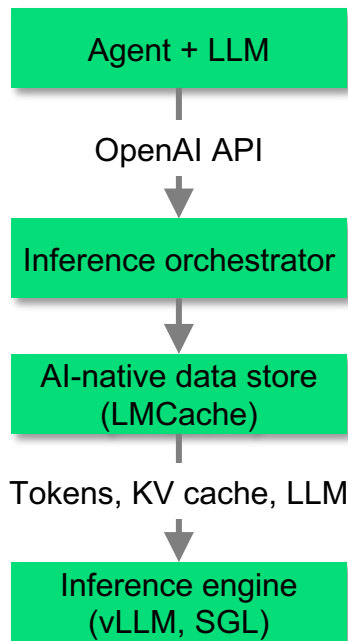 Agent + LLM
OpenAI API
Inference orchestrator
AI-native data store
(LMCache)
Tokens, KV cache, LLM
Inference engine
(vLLM, SGL)